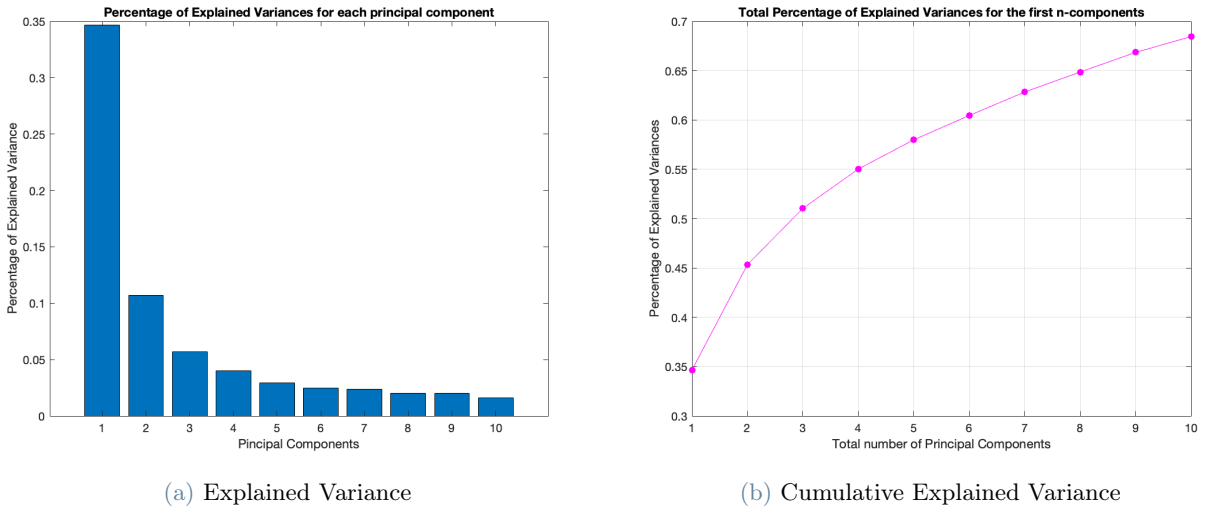 Percentage of Explained Variances for each principal component
0.35
0.3
0.25
0.2
0.15
0.1
0.05
0
Percentage of Explained Variance
1 2 3 4 5 6 7 8 9 10
Pincipal Components
(a) Explained Variance
Total Percentage of Explained Variances for the first n-components
0.7
0.65
0.6
0.55
0.5
0.45
0.4
0.35
0.3
Percentage of Explained Variances
1 2 3 4 5 6 7 8 9 10
Total number of Principal Components
(b) Cumulative Explained Variance